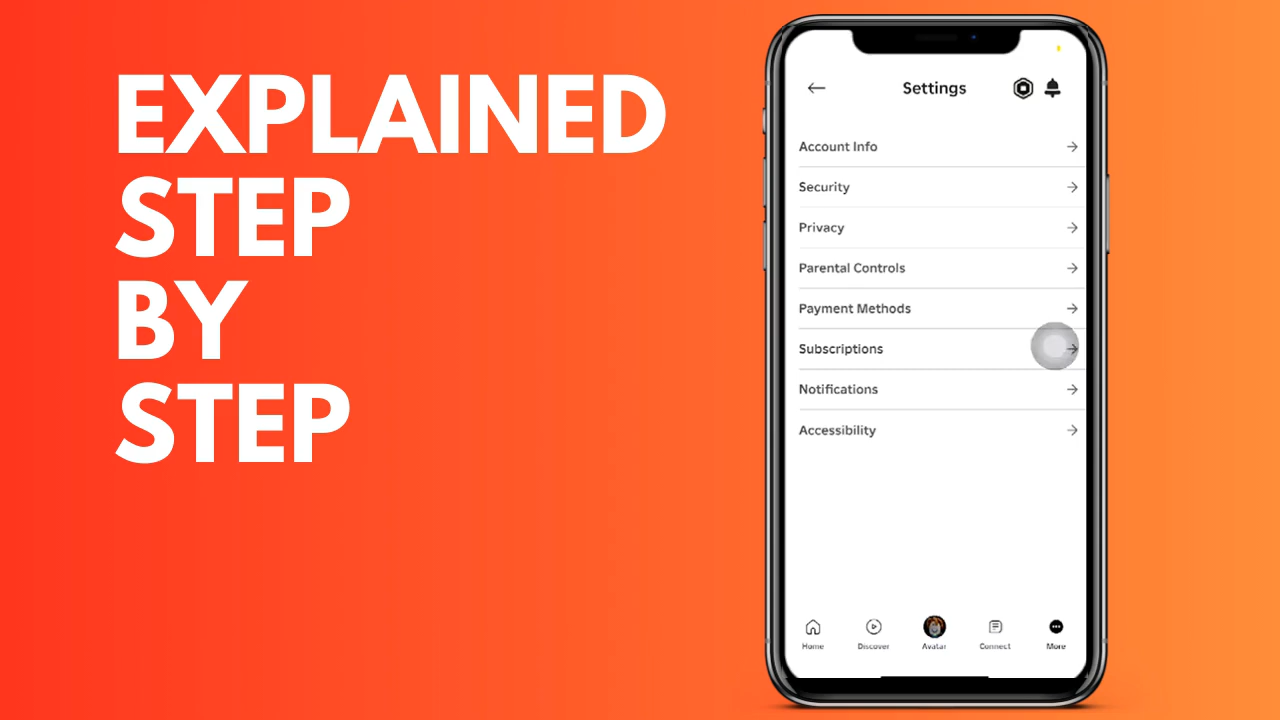 EXPLAINED
STEP
BY
STEP
Settings
Account Info
Security
Privacy
Parental Controls
Payment Methods
Subscriptions
Notifications
Accessibility
Home Discover Avatar Connect More